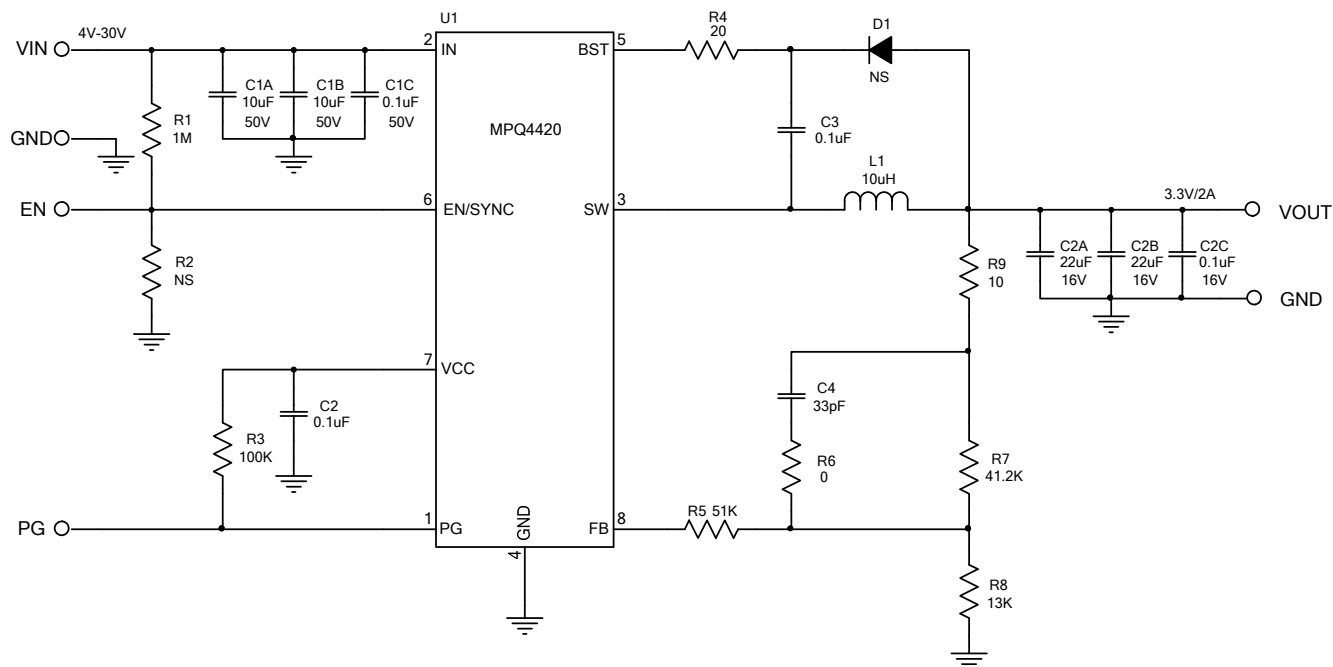 U1
VIN
4V-30V
2
IN
BST
5
R4
20
D1
NS
C1A
10uF
50V
C1B
10uF
50V
C1C
0.1uF
50V
R1
1M
MPQ4420
C3
0.1uF
GND
L1
10uH
EN
6
EN/SYNC
SW
3
3.3V/2A
VOUT
R2
NS
R9
10
C2A
22uF
16V
C2B
22uF
16V
C2C
0.1uF
16V
GND
7
VCC
C2
0.1uF
C4
33pF
R3
100K
R6
0
R7
41.2K
PG
1
PG
GND
4
FB
8
R5 51K
R8
13K